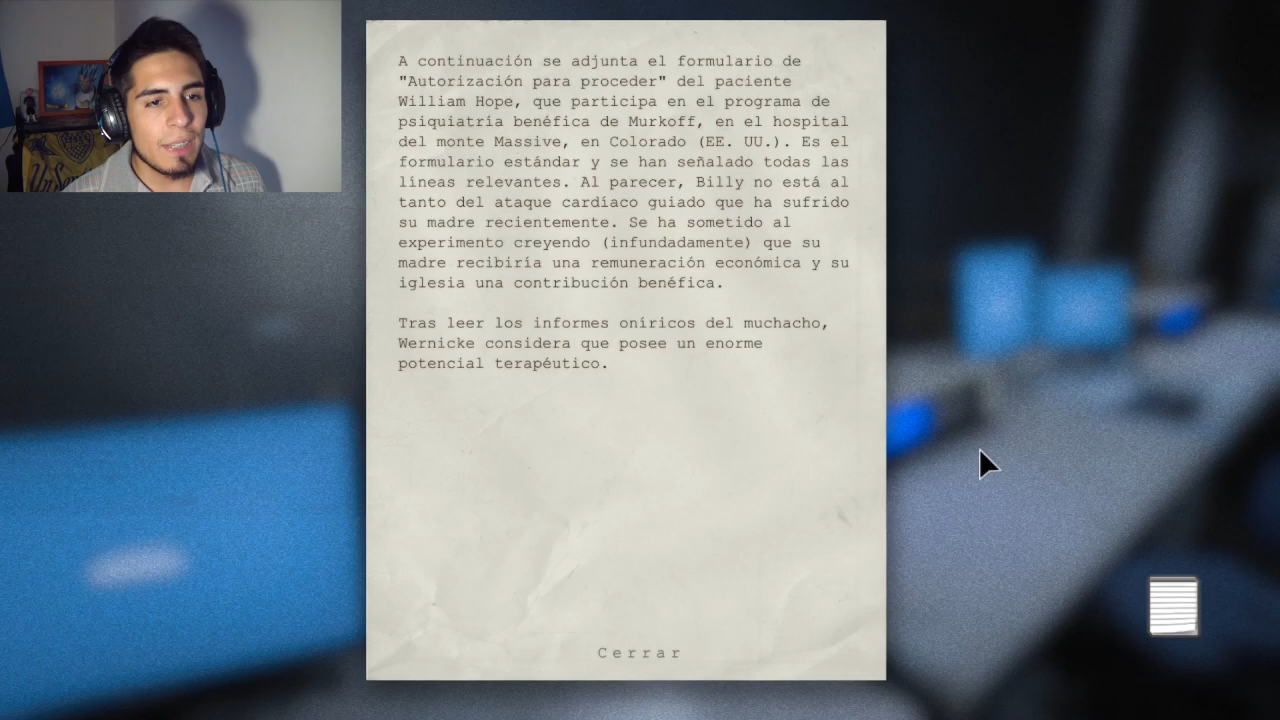 A continuación se adjunta el formulario de
"Autorización para proceder" del paciente
William Hope, que participa en el programa de
psiquiatría benéfica de Murkoff, en el hospital
del monte Massive, en Colorado (EE. UU.). Es el
formulario estándar y se han señalado todas las
líneas relevantes. Al parecer, Billy no está al
tanto del ataque cardíaco guiado que ha sufrido
su madre recientemente. Se ha sometido al
experimento creyendo (infundadamente) que su
madre recibiría una remuneración económica y su
iglesia una contribución benéfica.
Tras leer los informes oníricos del muchacho,
Wernicke considera que posee un enorme
potencial terapéutico.
Cerrar